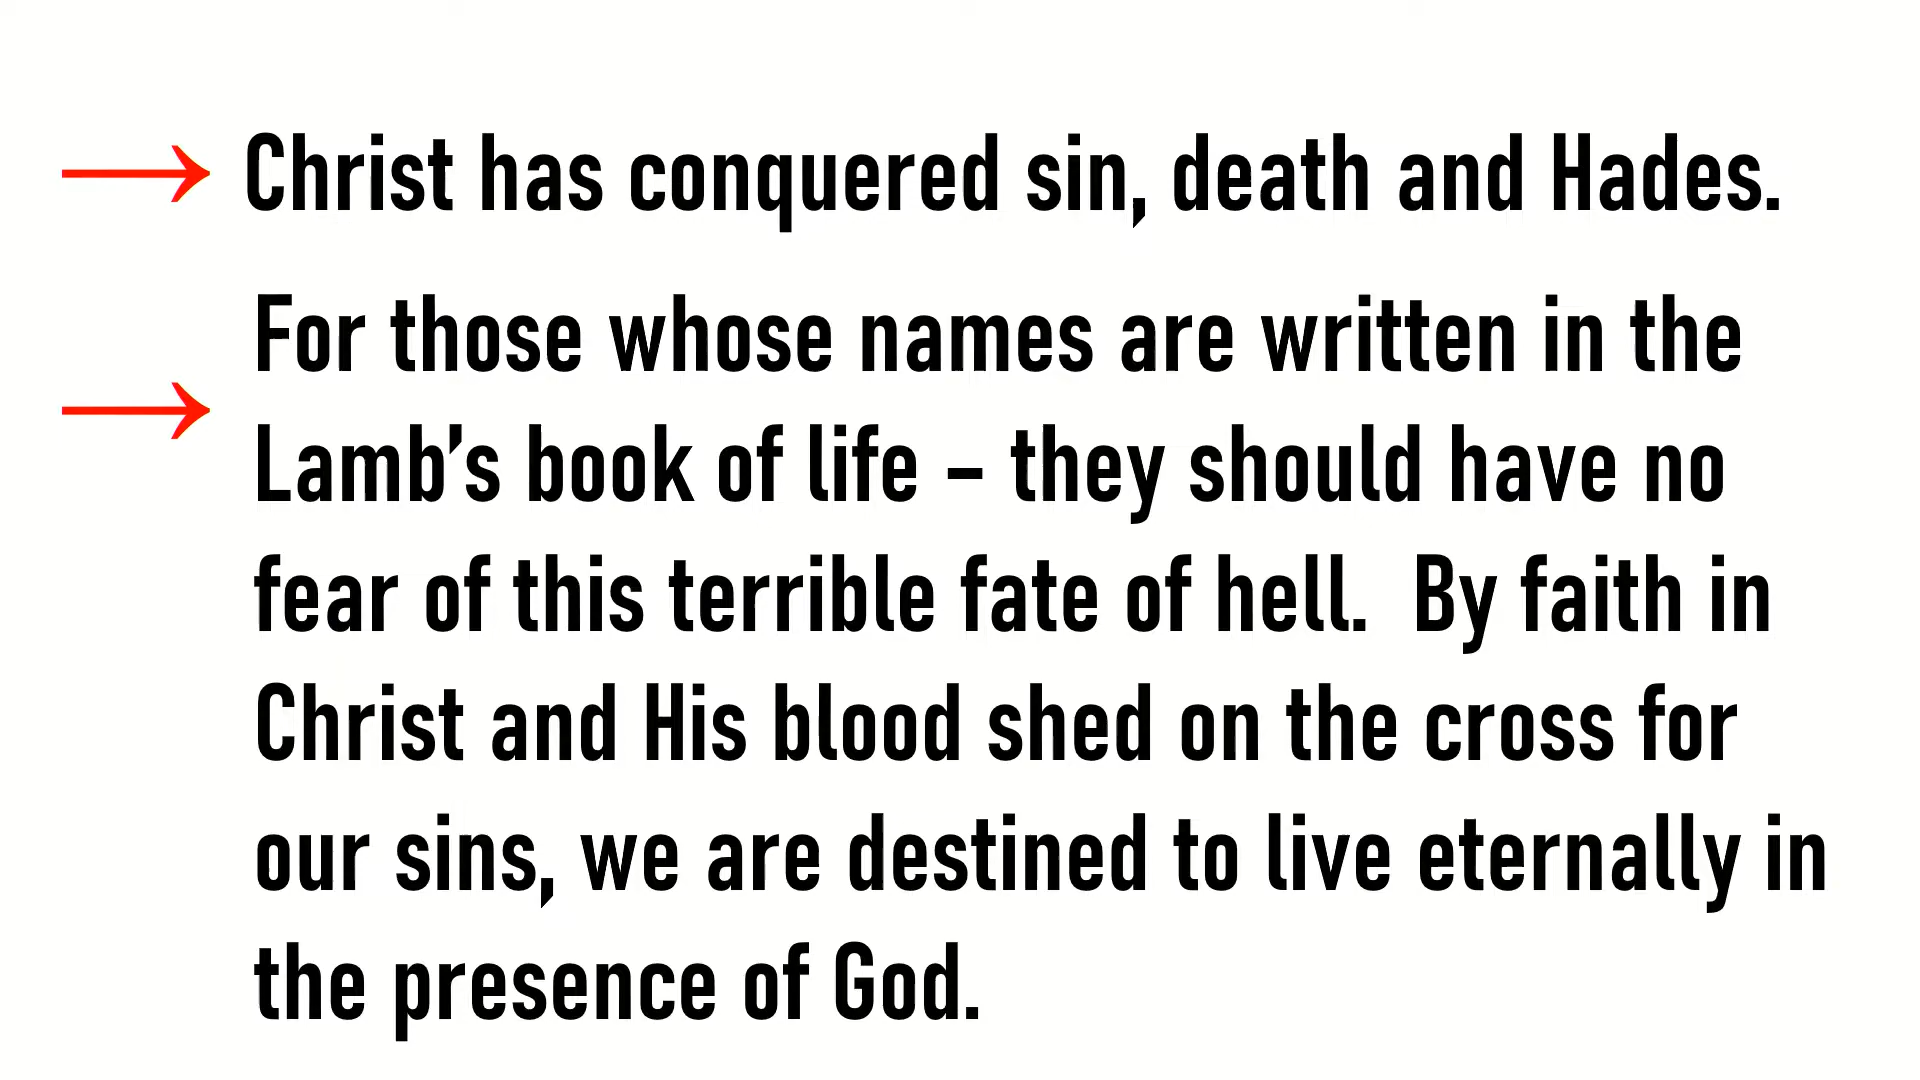 Christ has conquered sin, death and Hades.
For those whose names are written in the
Lamb’s book of life – they should have no
fear of this terrible fate of hell.  By faith in
Christ and His blood shed on the cross for
our sins, we are destined to live eternally in
the presence of God.